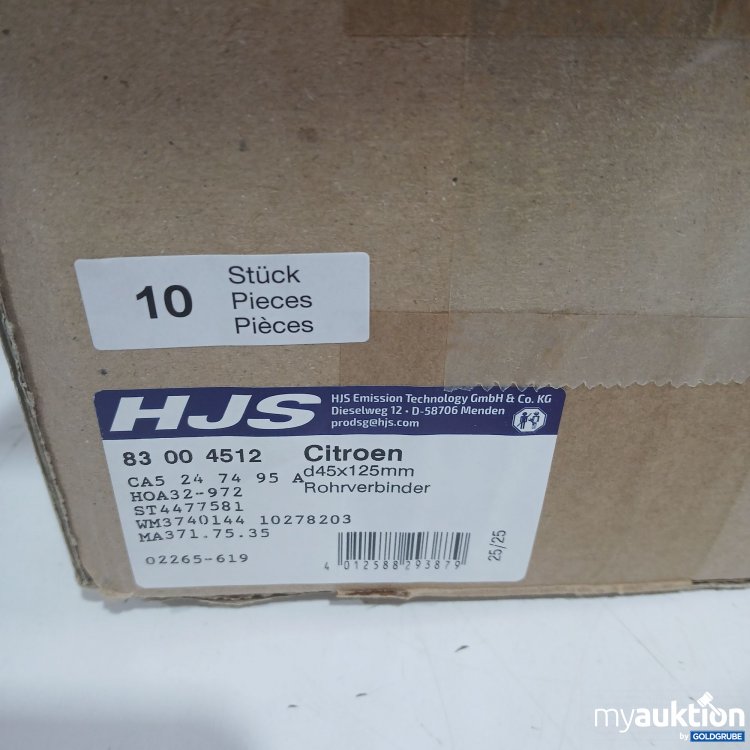 10 Stück
Pieces
Pièces
HJS
HJS Emission Technology GmbH & Co. KG
Dieselweg 12 • D-58706 Menden
prodsg@hjs.com
83 00 4512
Citroen
d45x125mm
Rohrverbinder
CA5 24 74 95 A
HOA32-972
ST4477581
WM3740144 10278203
MA371.75.35
02265-619
4 012588 293879
25/25
myauktion
by GOLDGRUBE